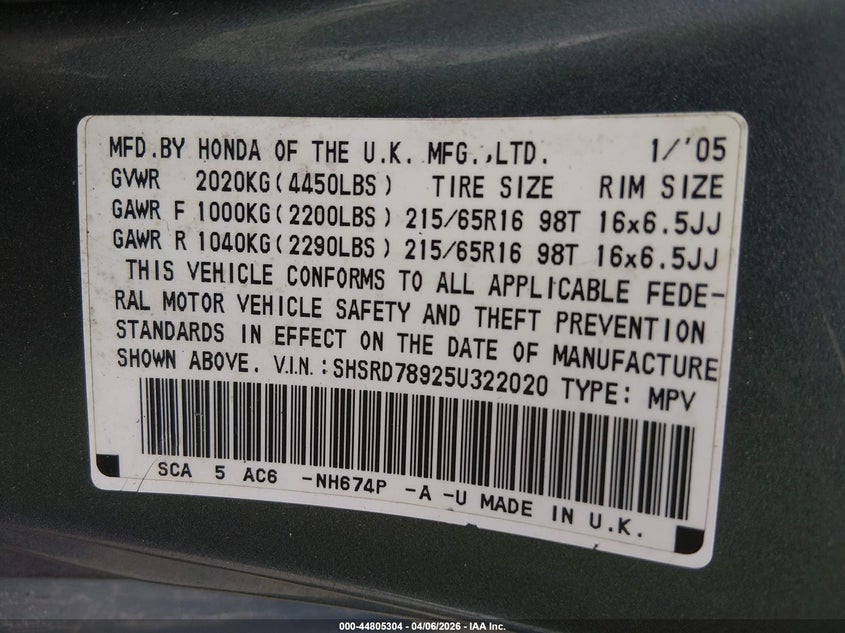 MFD.BY HONDA OF THE U.K. MFG.,LTD. 1/'05
GVWR 2020KG(4450LBS) TIRE SIZE RIM SIZE
GAWR F 1000KG(2200LBS) 215/65R16 98T 16x6.5JJ
GAWR R 1040KG(2290LBS) 215/65R16 98T 16x6.5JJ
THIS VEHICLE CONFORMS TO ALL APPLICABLE FEDE-
RAL MOTOR VEHICLE SAFETY AND THEFT PREVENTION
STANDARDS IN EFFECT ON THE DATE OF MANUFACTURE
SHOWN ABOVE. V.I.N.:SHSRD78925U322020 TYPE: MPV
SCA 5 AC6 -NH674P -A -U MADE IN U.K.
000-44805304 - 04/06/2026 - IAA Inc.